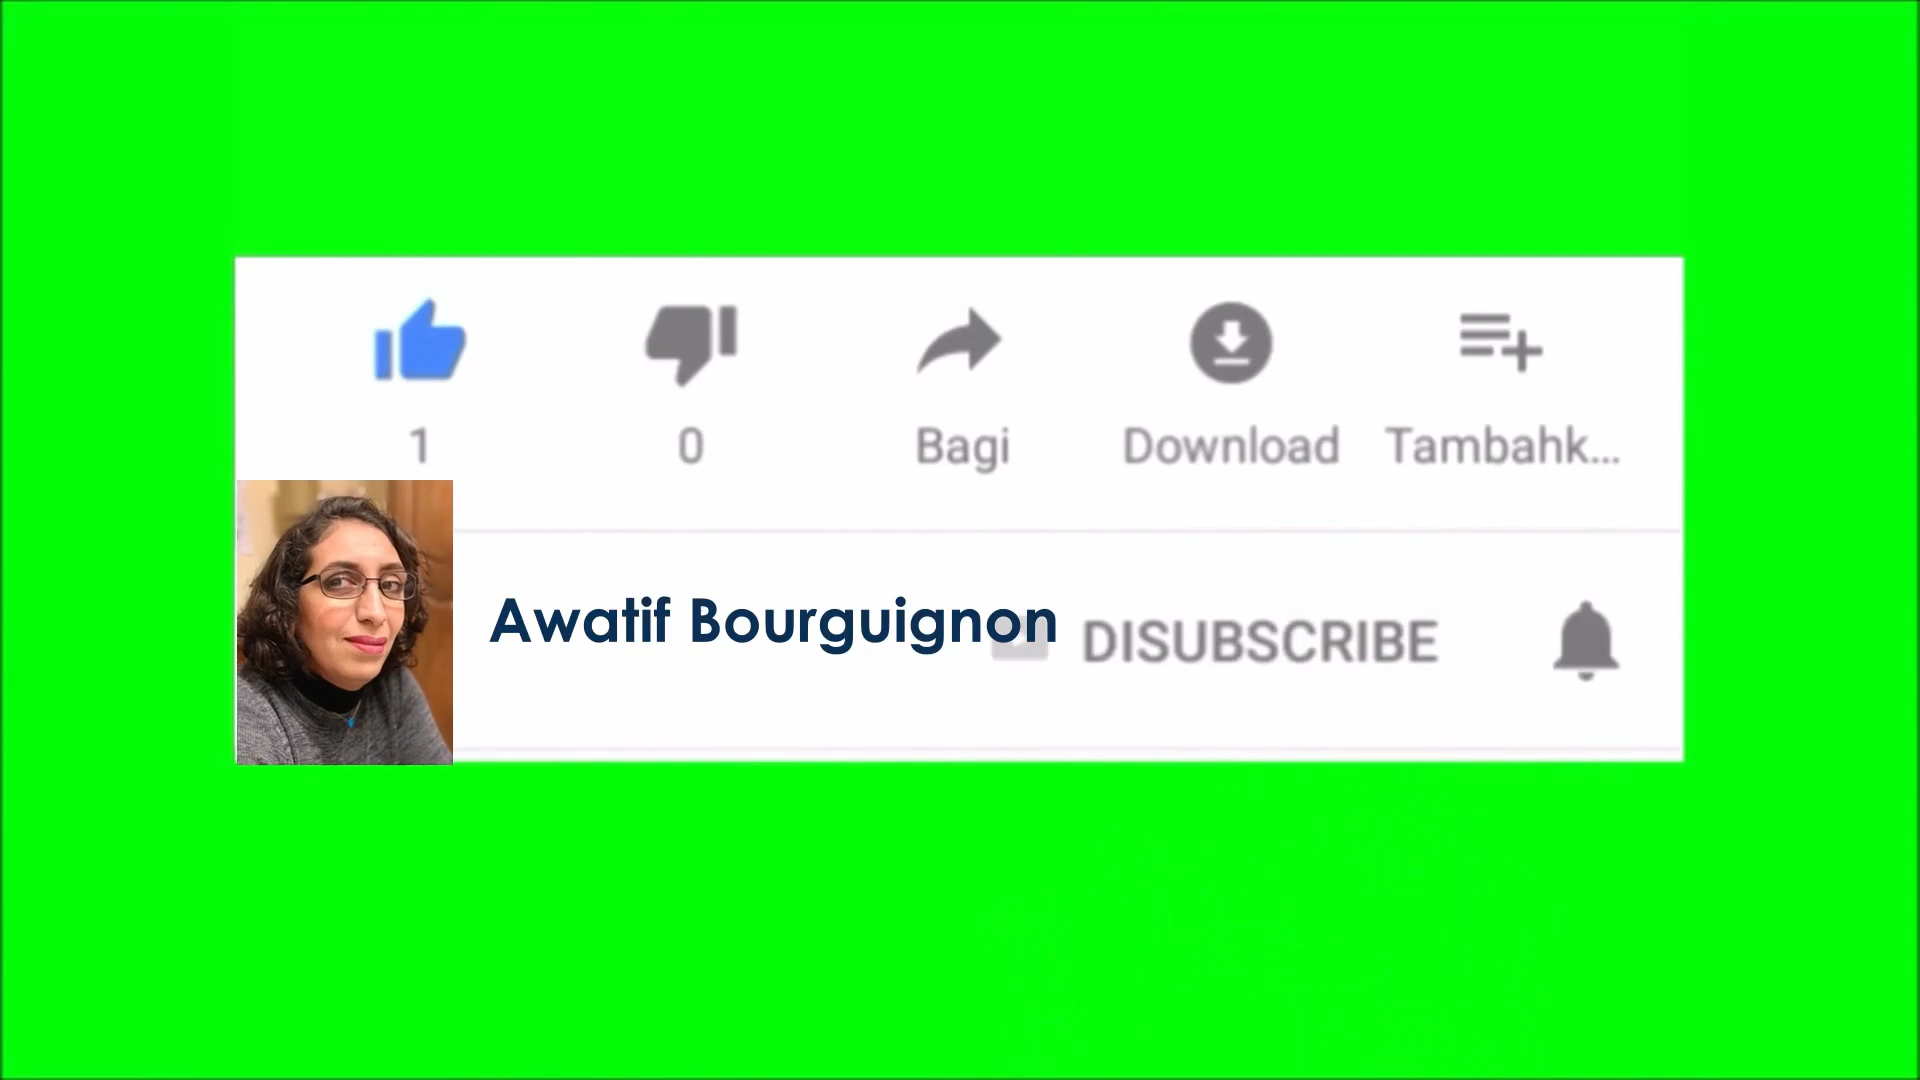 1
0
Bagi
Download
Tambahk...
Awatif Bourguignon
DISUBSCRIBE